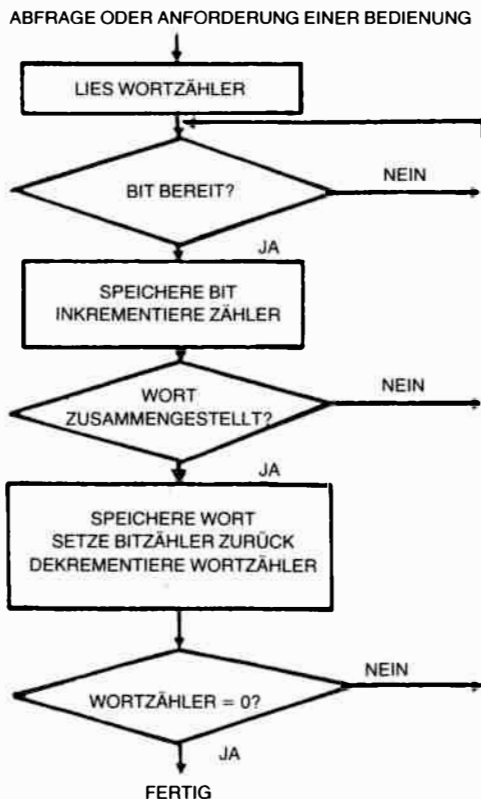 ABFRAGE ODER ANFORDERUNG EINER BEDIENUNG
LIES WORTZÄHLER
BIT BEREIT?
NEIN
JA
SPEICHERE BIT
INKREMENTIERE ZÄHLER
WORT
ZUSAMMENGESTELLT?
NEIN
JA
SPEICHERE WORT
SETZE BITZÄHLER ZURÜCK
DEKREMENTIERE WORTZÄHLER
WORTZÄHLER = 0?
NEIN
JA
FERTIG